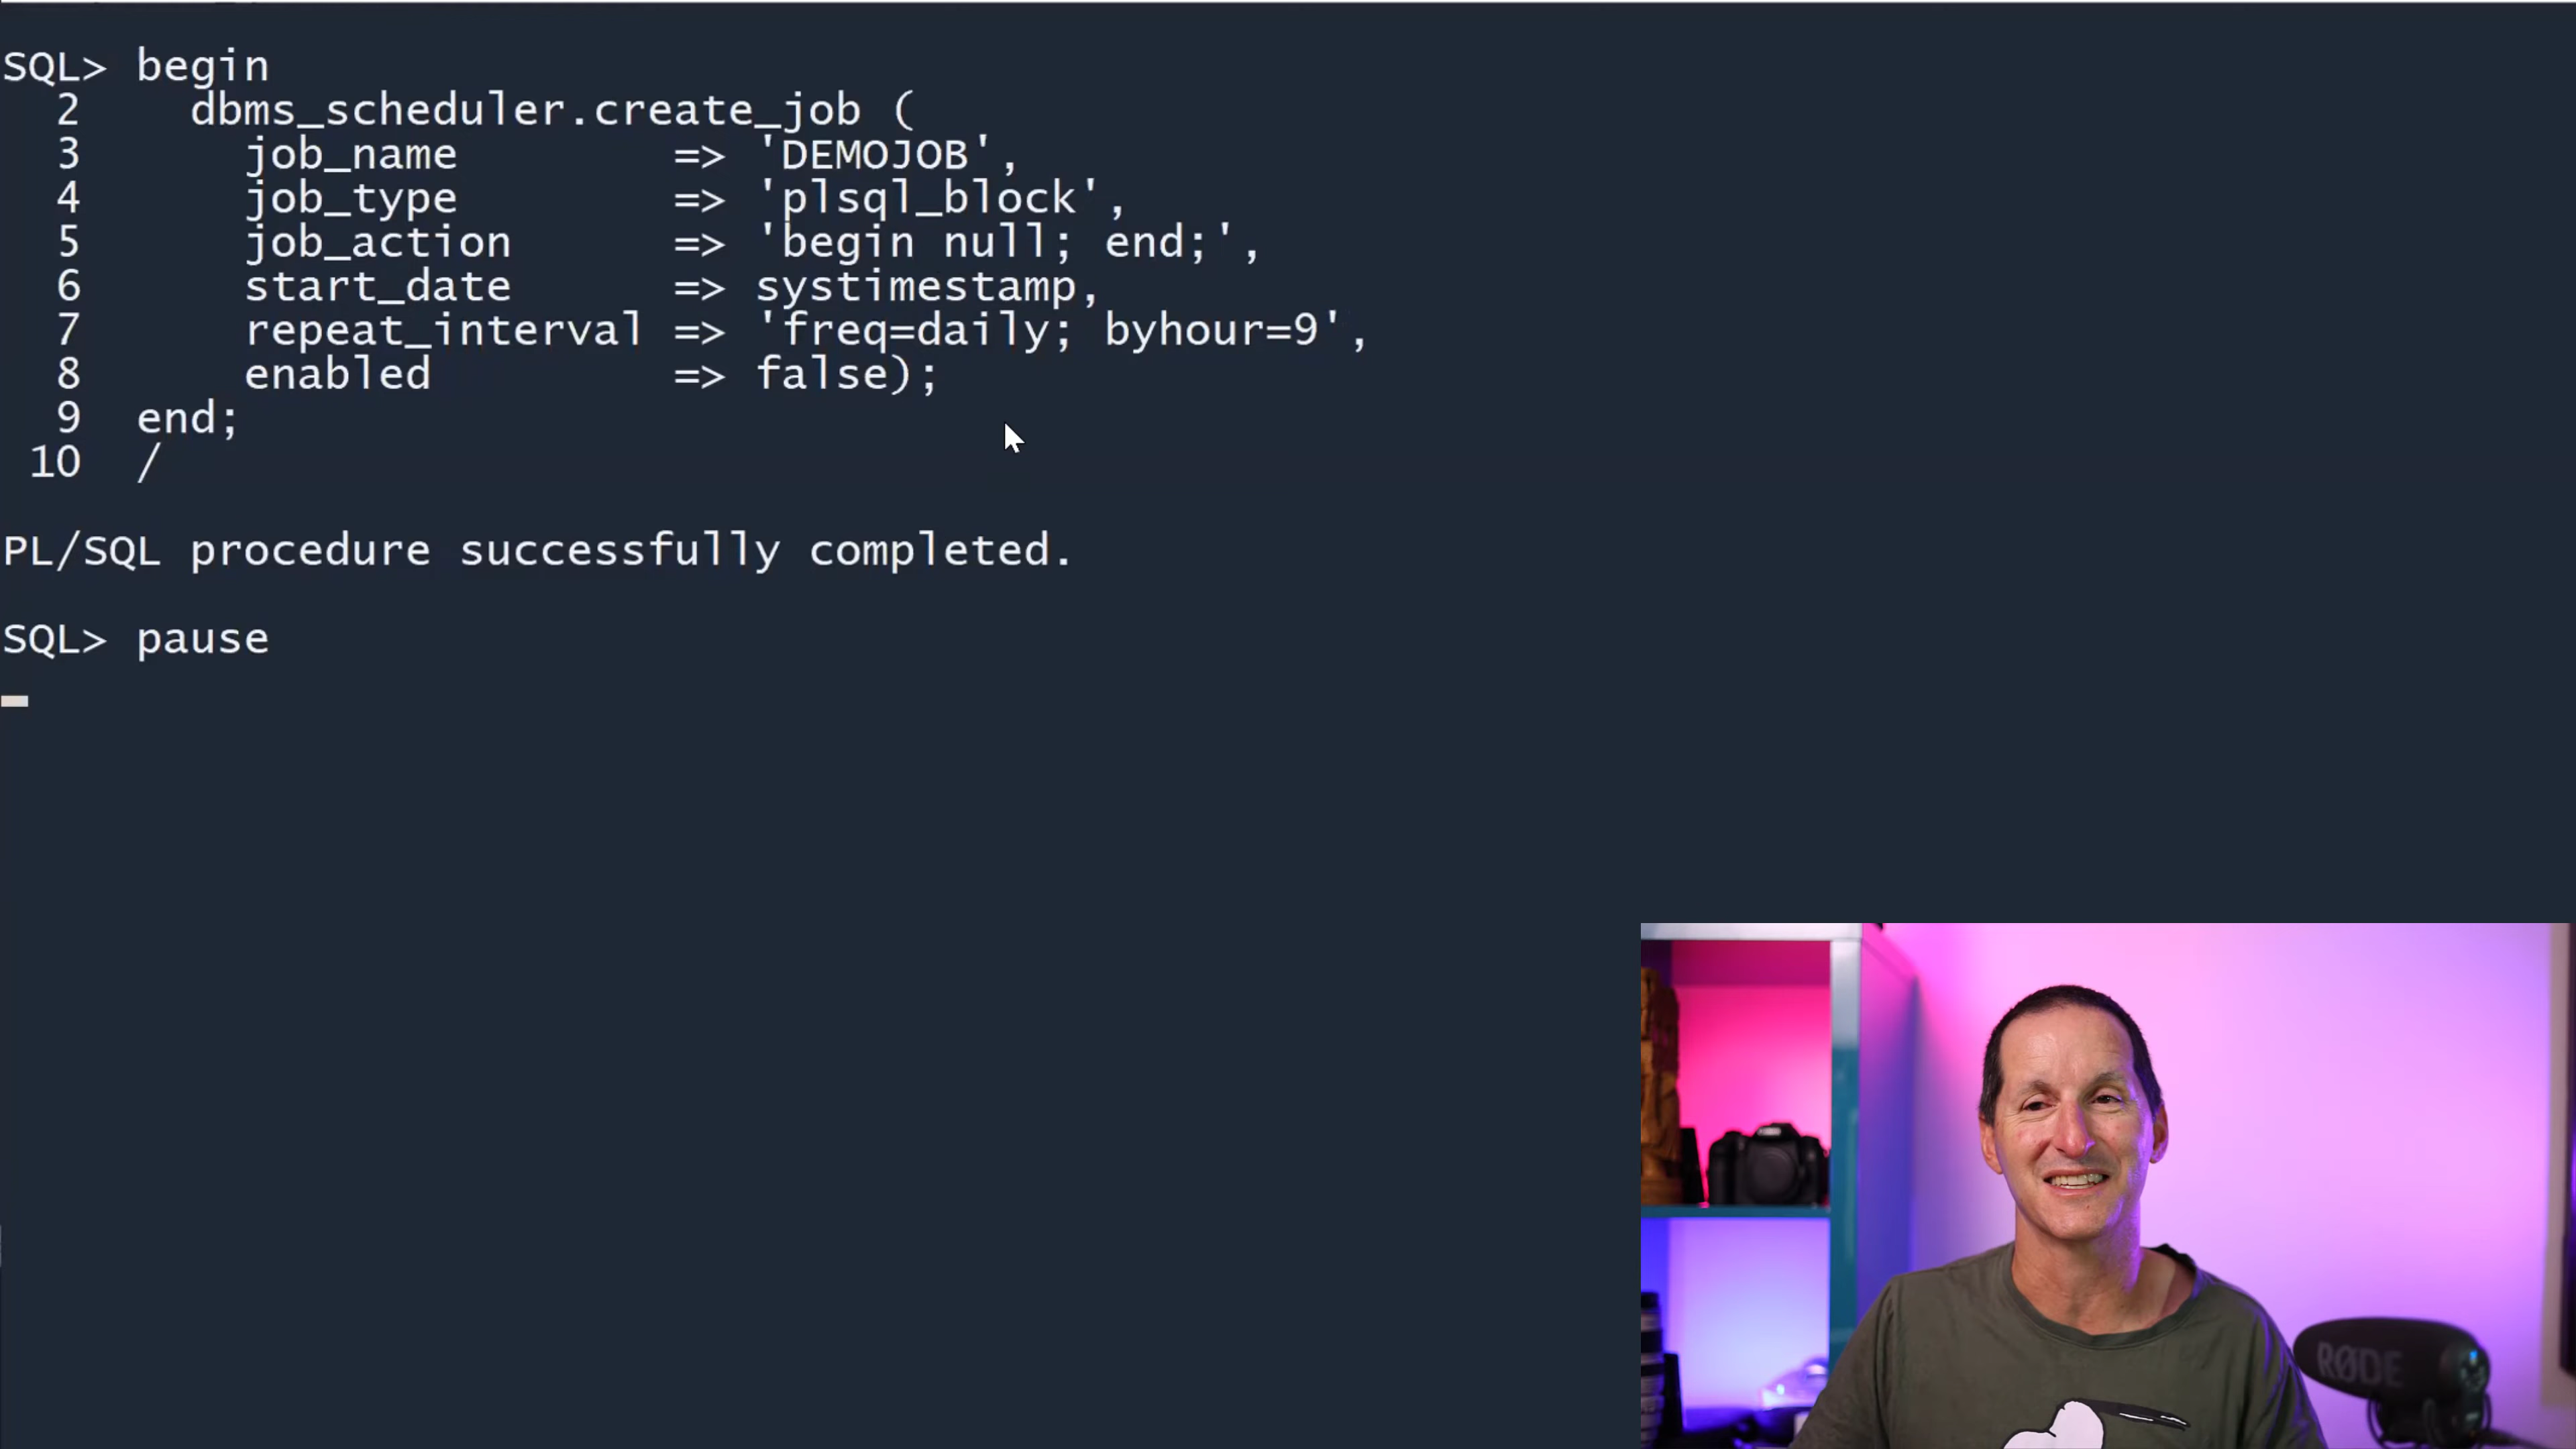 SQL> begin
  2    dbms_scheduler.create_job (
  3      job_name        => 'DEMOJOB',
  4      job_type        => 'plsql_block',
  5      job_action      => 'begin null; end;',
  6      start_date      => systimestamp,
  7      repeat_interval => 'freq=daily; byhour=9',
  8      enabled         => false);
  9  end;
 10  /
PL/SQL procedure successfully completed.
SQL> pause
RØDE